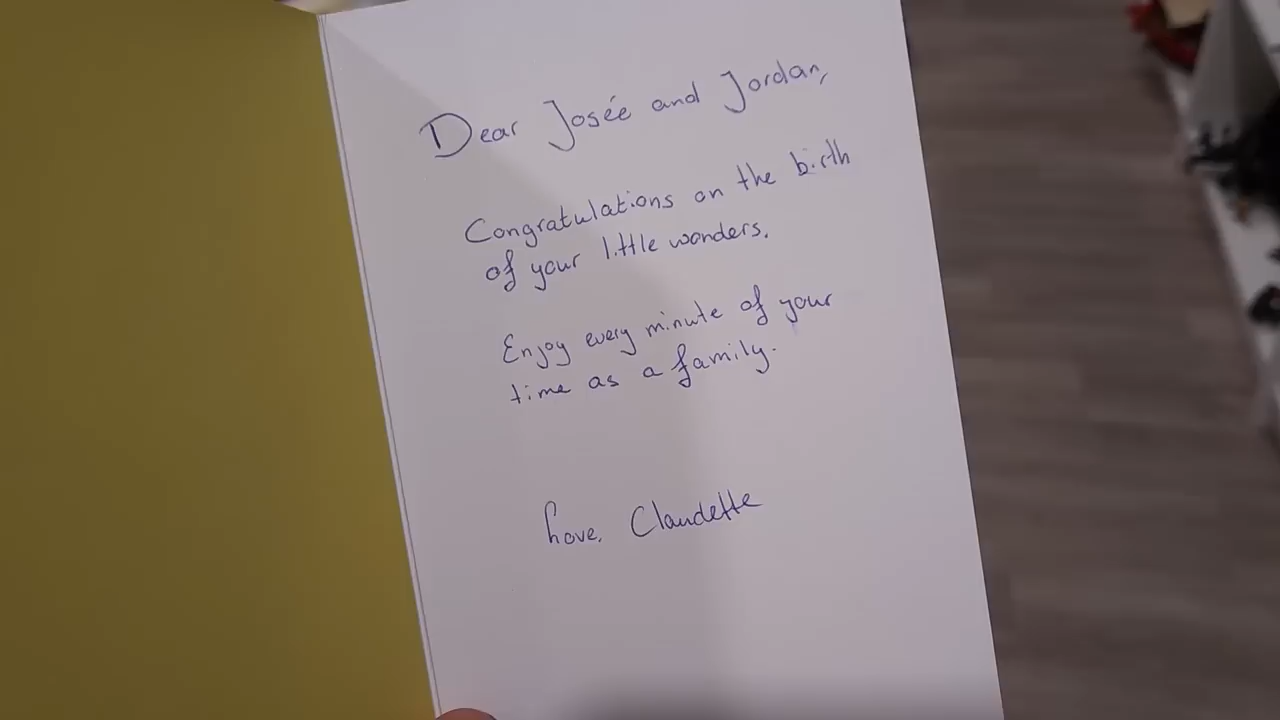 Dear Josée and Jordan,
Congratulations on the birth
of your little wonders.
Enjoy every minute of your
time as a family.
Love, Claudette